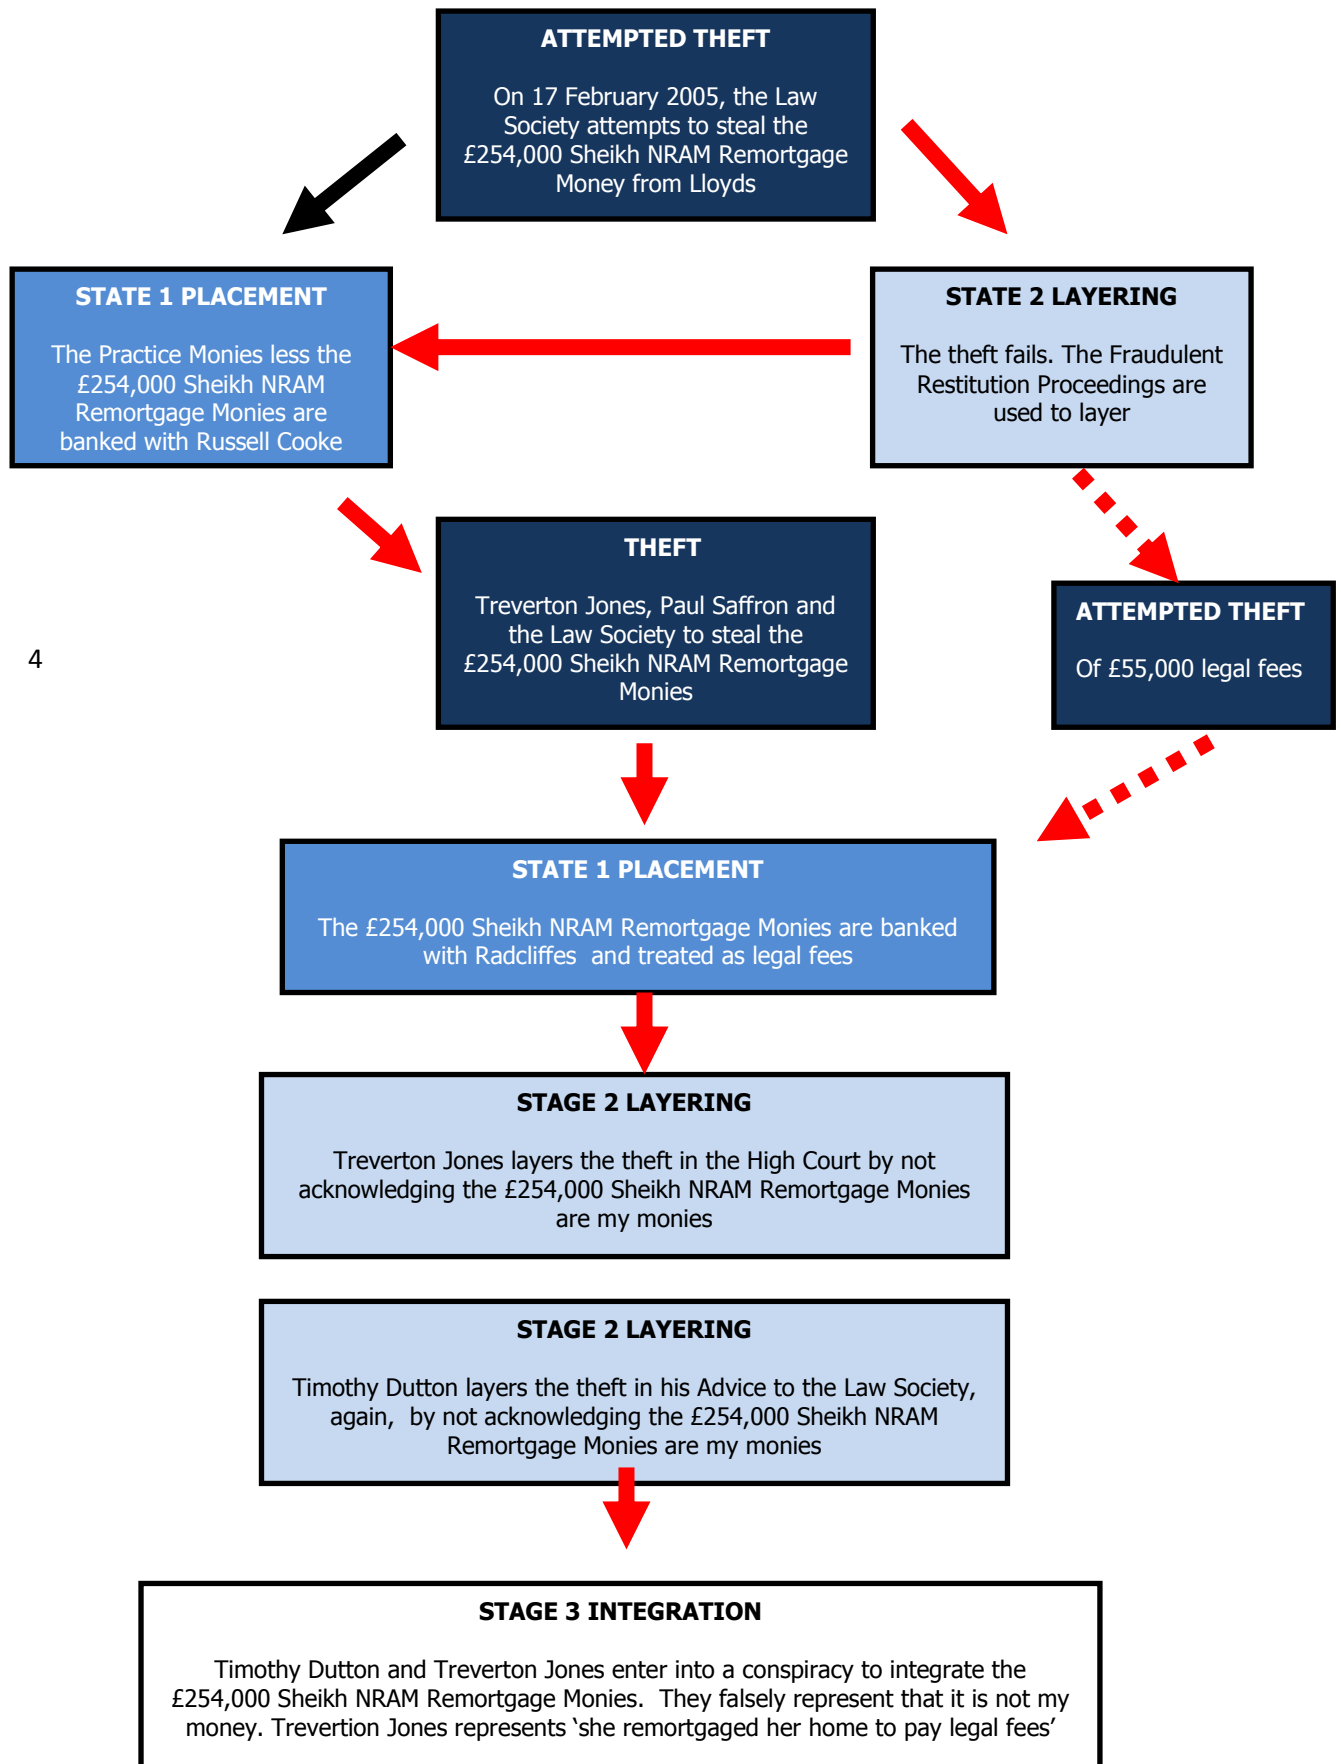 ATTEMPTED THEFT
On 17 February 2005, the Law
Society attempts to steal the
£254,000 Sheikh NRAM Remortgage
Money from Lloyds
STATE 1 PLACEMENT
The Practice Monies less the
£254,000 Sheikh NRAM
Remortgage Monies are
banked with Russell Cooke
STATE 2 LAYERING
The theft fails. The Fraudulent
Restitution Proceedings are
used to layer
THEFT
Treverton Jones, Paul Saffron and
the Law Society to steal the
£254,000 Sheikh NRAM Remortgage
Monies
ATTEMPTED THEFT
Of £55,000 legal fees
4
STATE 1 PLACEMENT
The £254,000 Sheikh NRAM Remortgage Monies are banked
with Radcliffes  and treated as legal fees
STAGE 2 LAYERING
Treverton Jones layers the theft in the High Court by not
acknowledging the £254,000 Sheikh NRAM Remortgage Monies
are my monies
STAGE 2 LAYERING
Timothy Dutton layers the theft in his Advice to the Law Society,
again,  by not acknowledging the £254,000 Sheikh NRAM
Remortgage Monies are my monies
STAGE 3 INTEGRATION
Timothy Dutton and Treverton Jones enter into a conspiracy to integrate the
£254,000 Sheikh NRAM Remortgage Monies.  They falsely represent that it is not my
money. Trevertion Jones represents ‘she remortgaged her home to pay legal fees’